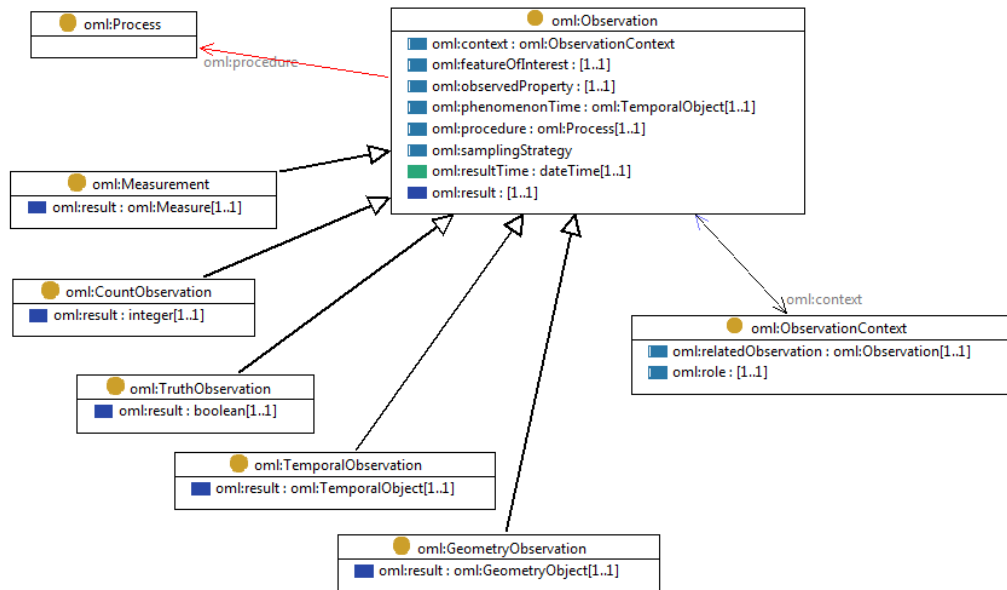 oml:Process
oml:procedure
oml:Observation
oml:context : oml:ObservationContext
oml:featureOfInterest : [1..1]
oml:observedProperty : [1..1]
oml:phenomenonTime : oml:TemporalObject[1..1]
oml:procedure : oml:Process[1..1]
oml:samplingStrategy
oml:resultTime : dateTime[1..1]
oml:result : [1..1]
oml:Measurement
oml:result : oml:Measure[1..1]
oml:CountObservation
oml:result : integer[1..1]
oml:context
oml:ObservationContext
oml:relatedObservation : oml:Observation[1..1]
oml:role : [1..1]
oml:TruthObservation
oml:result : boolean[1..1]
oml:TemporalObservation
oml:result : oml:TemporalObject[1..1]
oml:GeometryObservation
oml:result : oml:GeometryObject[1..1]